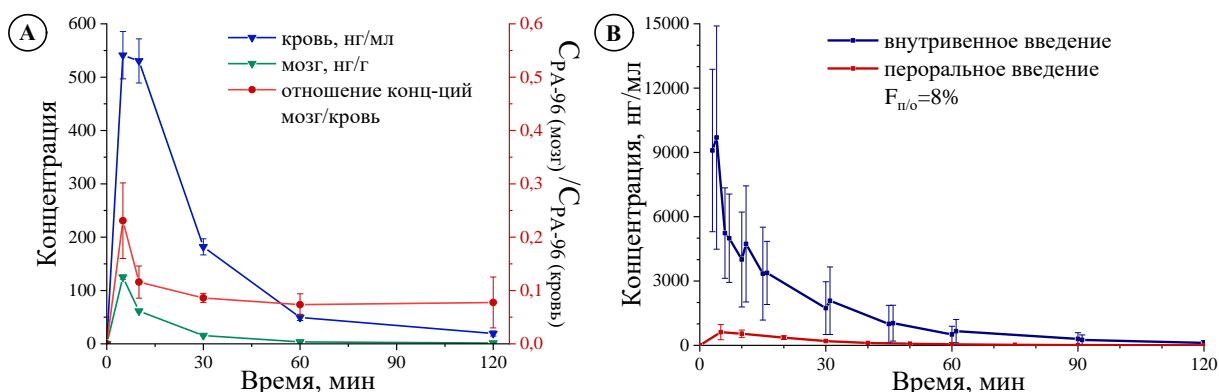 A
600
500
400
300
200
100
0
Концентрация
0
30
60
90
120
Время, мин
кровь, нг/мл
мозг, нг/г
отношение конц-ций
мозг/кровь
0,6
0,5
0,4
0,3
0,2
0,1
0,0
C РА-96 (мозг) /C РА-96 (кровь)
B
15000
12000
9000
6000
3000
0
Концентрация, нг/мл
0
30
60
90
120
Время, мин
внутривенное введение
пероральное введение
F п/о=8%